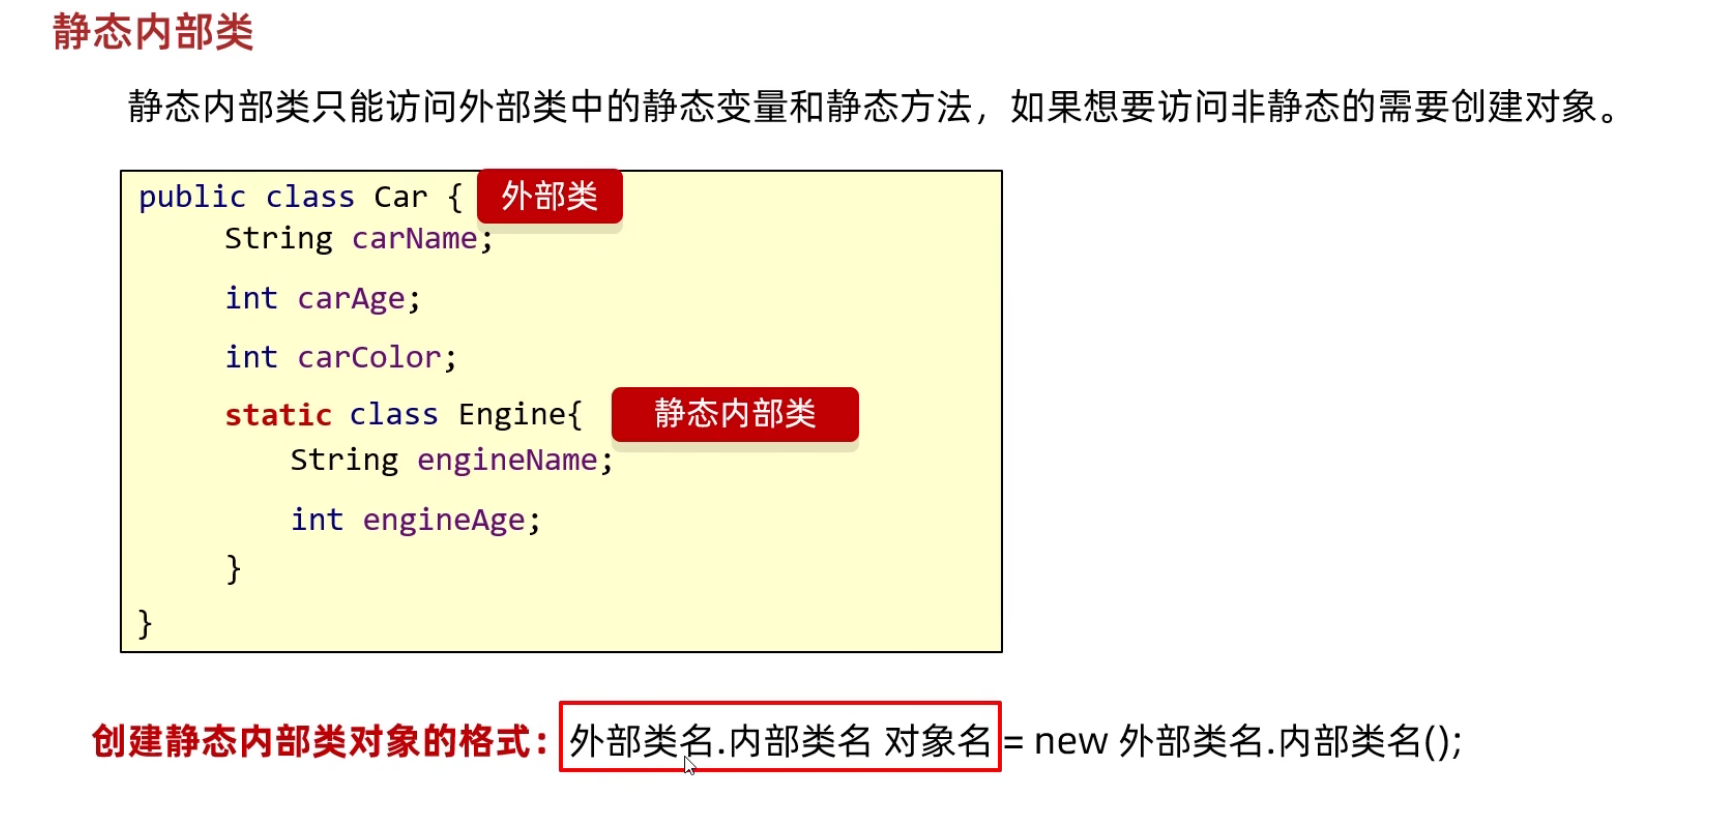 静态内部类
静态内部类只能访问外部类中的静态变量和静态方法，如果想要访问非静态的需要创建对象。
public class Car { 外部类
String carName;
int carAge;
int carColor;
static class Engine{ 静态内部类
String engineName;
int engineAge;
}
}
创建静态内部类对象的格式：外部类名.内部类名 对象名 = new 外部类名.内部类名();